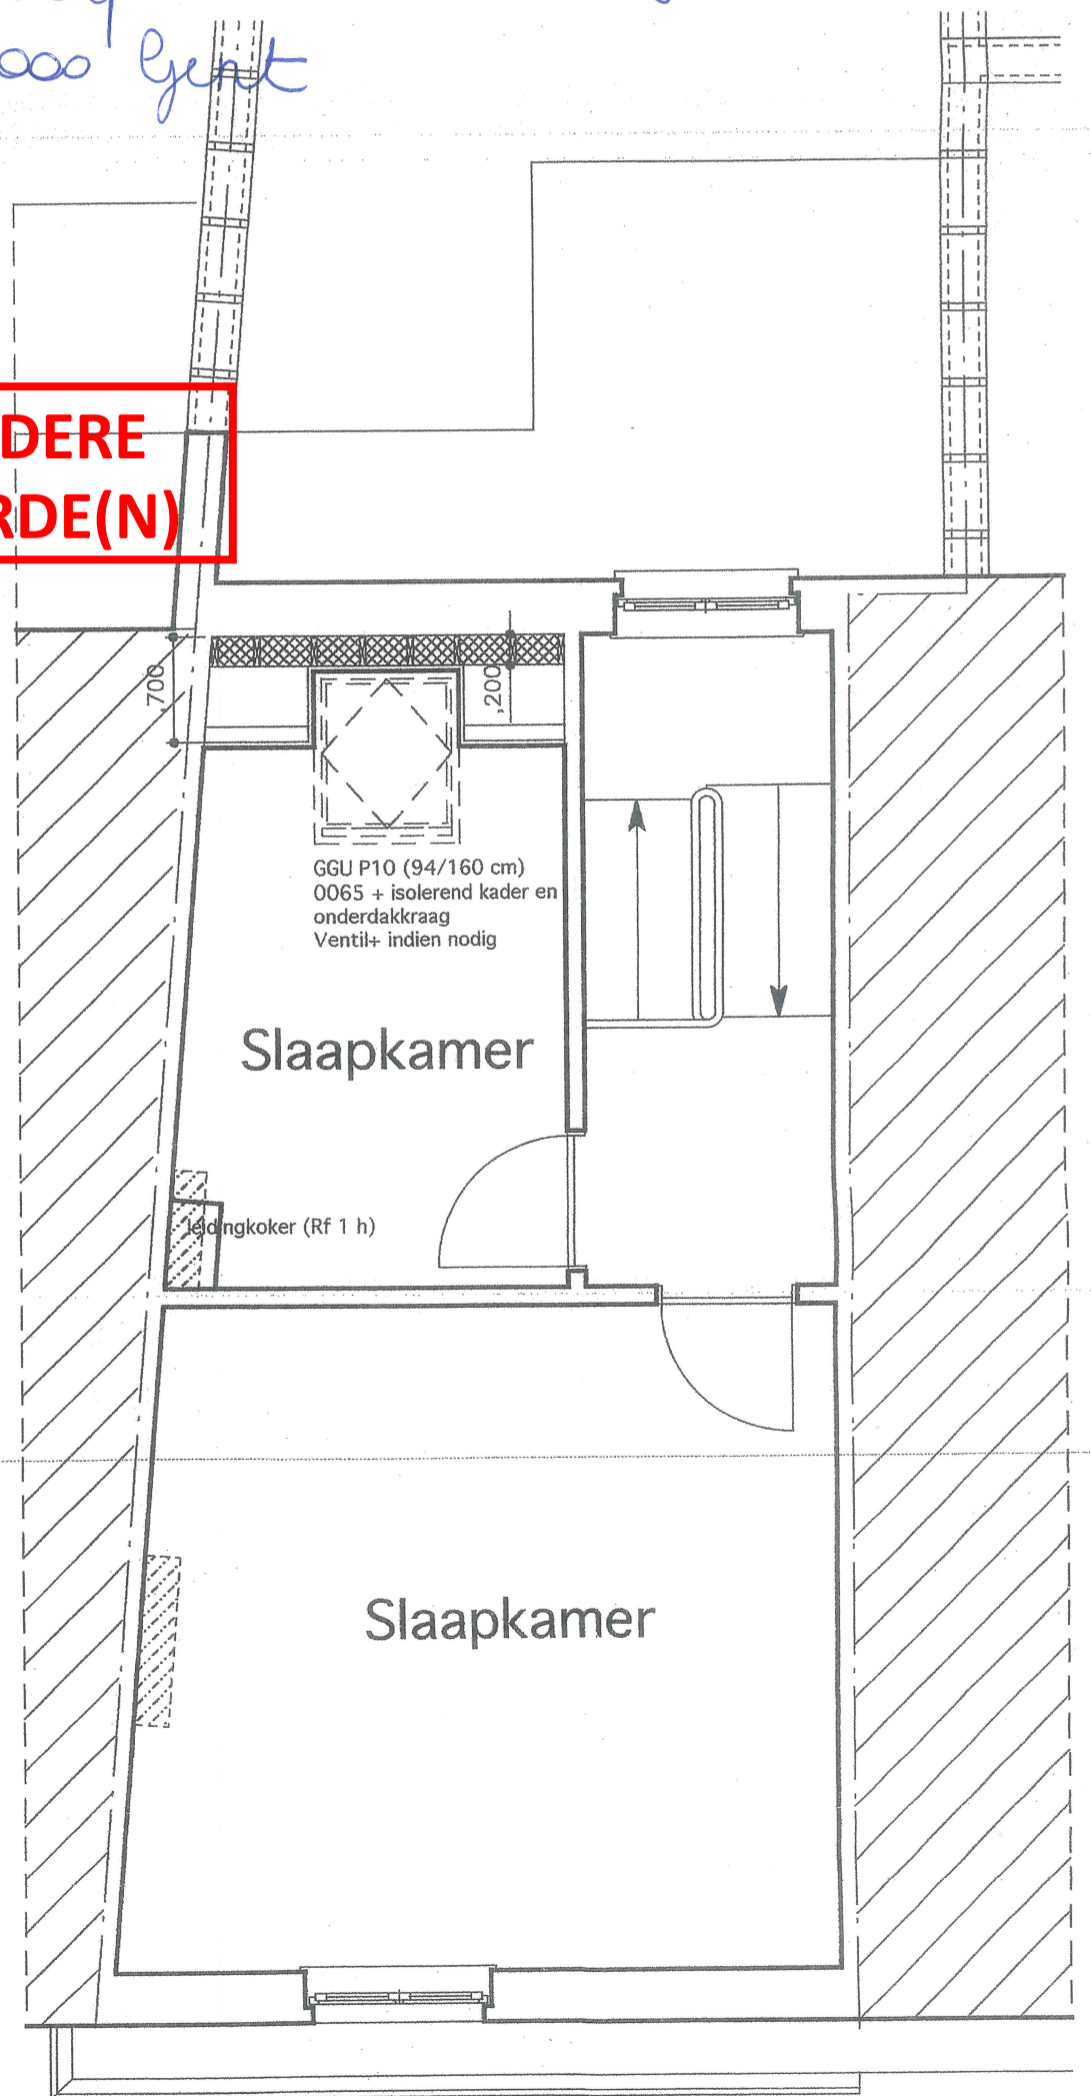 000 Gent
DERE
RDE(N)
,700
,200
GGU P10 (94/160 cm)
0065 + isolerend kader en
onderdakkraag
Ventil+ indien nodig
Slaapkamer
leidingkoker (Rf 1 h)
Slaapkamer